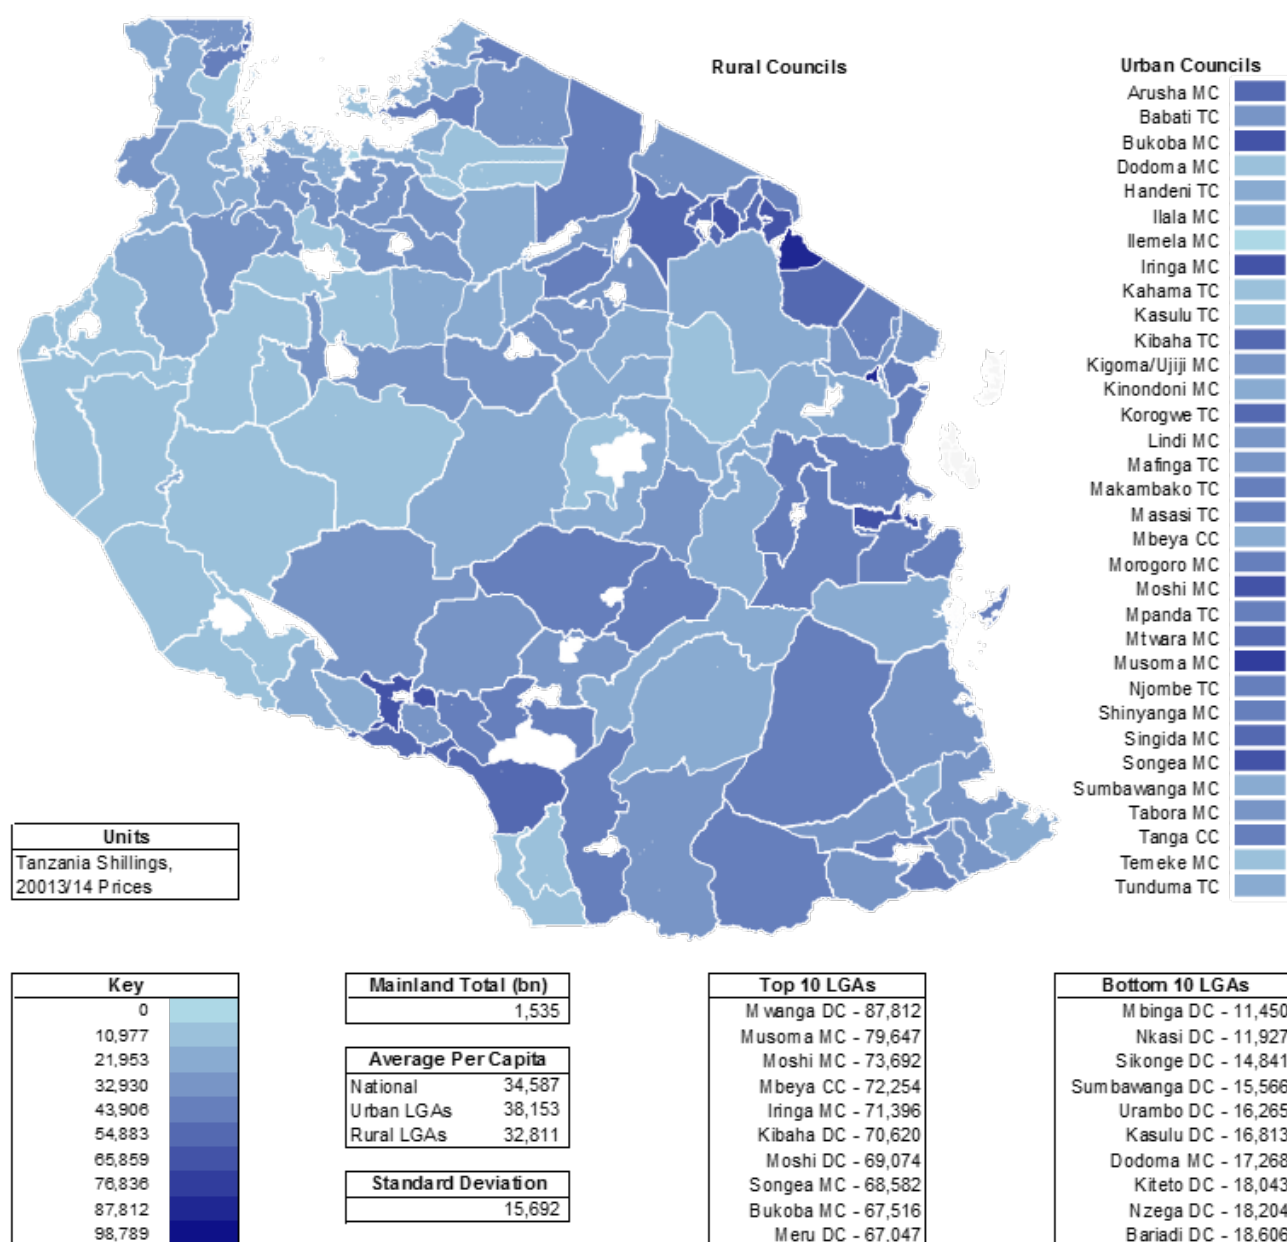 Rural Councils
Urban Councils
Arusha MC
Babati TC
Bukoba MC
Dodoma MC
Handeni TC
Ilala MC
Ilemela MC
Iringa MC
Kahama TC
Kasulu TC
Kibaha TC
Kigoma/Ujiji MC
Kinondoni MC
Korogwe TC
Lindi MC
Mafinga TC
Makambako TC
Masasi TC
Mbeya CC
Morogoro MC
Moshi MC
Mpanda TC
Mtwara MC
Musoma MC
Njombe TC
Shinyanga MC
Singida MC
Songea MC
Sumbawanga MC
Tabora MC
Tanga CC
Temeke MC
Tunduma TC
Units
Tanzania Shillings,
20013/14 Prices
Key
0
10,977
21,953
32,930
43,906
54,883
65,859
76,836
87,812
98,789
Mainland Total (bn)
1,535
Average Per Capita
National 34,587
Urban LGAs 38,153
Rural LGAs 32,811
Standard Deviation
15,692
Top 10 LGAs
Mwanga DC - 87,812
Musoma MC - 79,647
Moshi MC - 73,692
Mbeya CC - 72,254
Iringa MC - 71,396
Kibaha DC - 70,620
Moshi DC - 69,074
Songea MC - 68,582
Bukoba MC - 67,516
Meru DC - 67,047
Bottom 10 LGAs
Mbinga DC - 11,450
Nkasi DC - 11,927
Sikonge DC - 14,841
Sumbawanga DC - 15,566
Urambo DC - 16,265
Kasulu DC - 16,813
Dodoma MC - 17,268
Kiteto DC - 18,043
Nzega DC - 18,204
Bariadi DC - 18,606